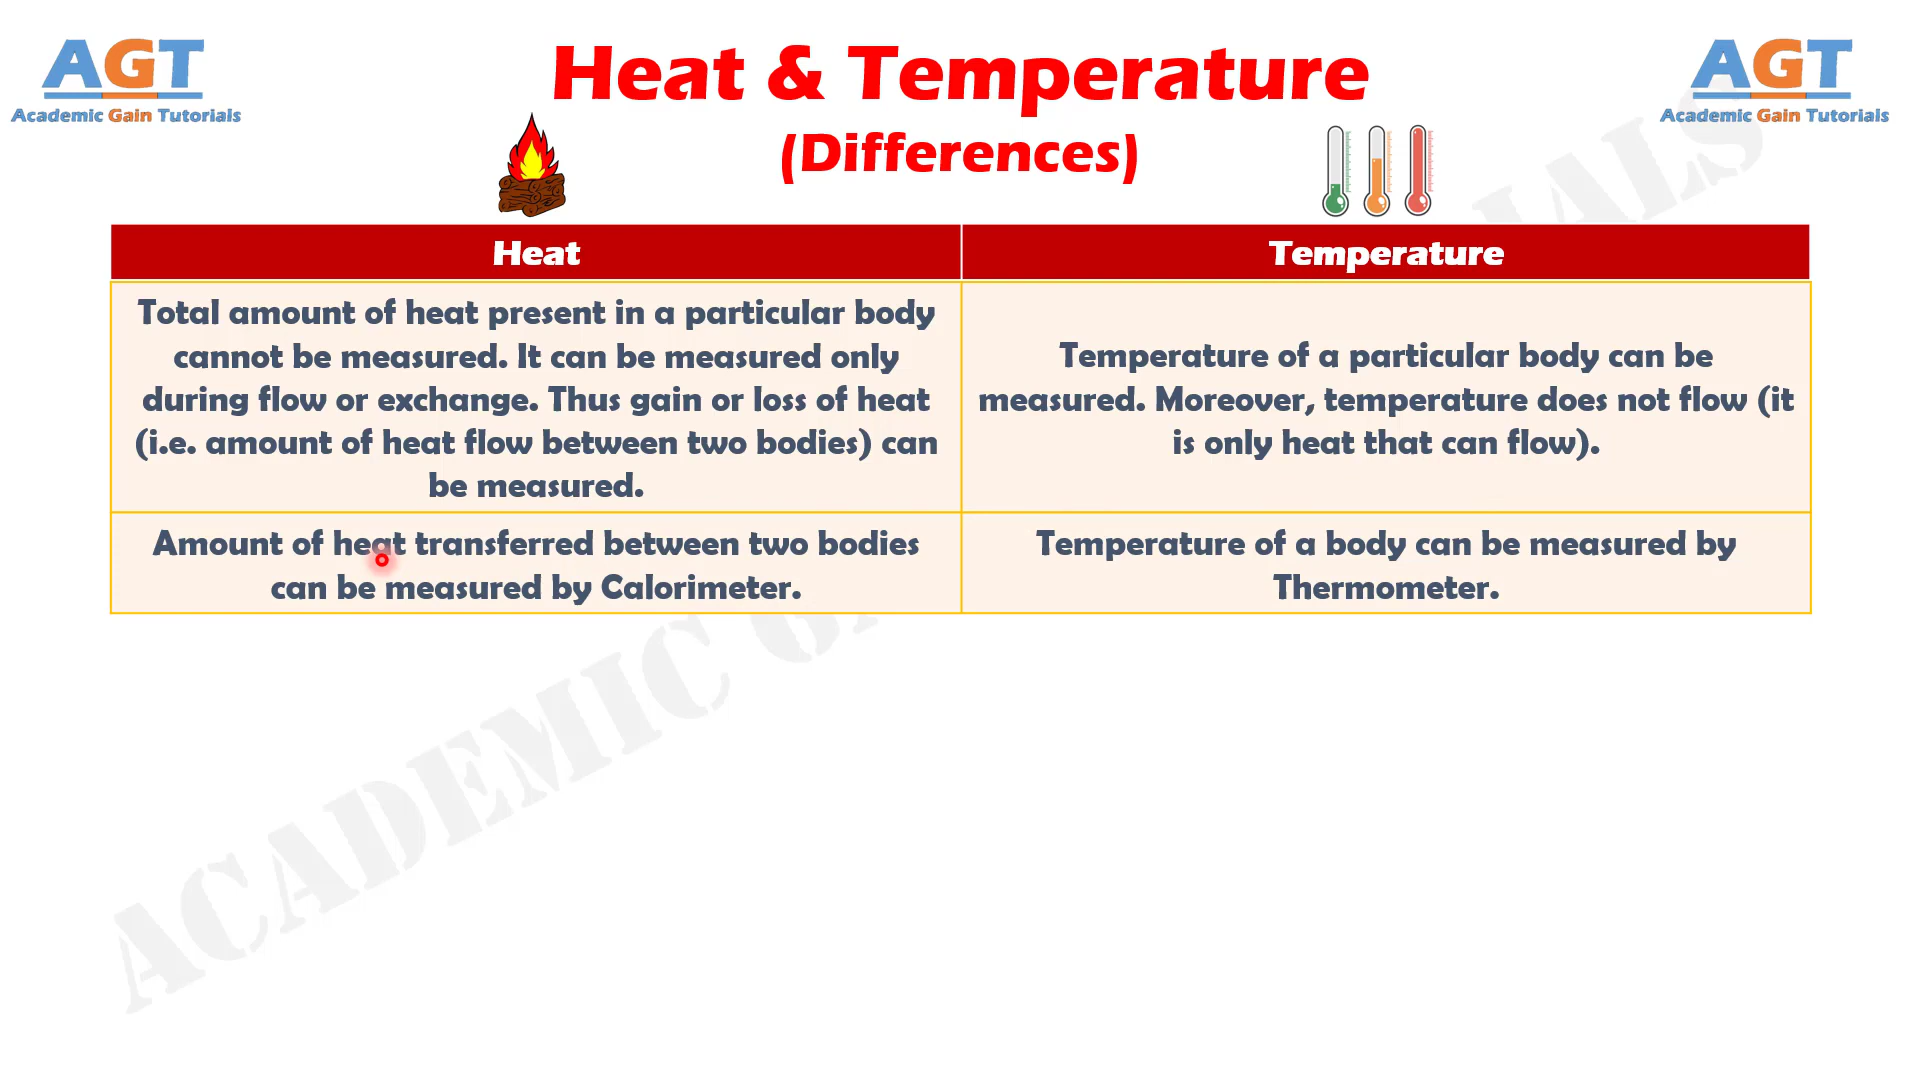 AGT
Academic Gain Tutorials
Heat & Temperature
(Differences)
AGT
Academic Gain Tutorials
Heat
Temperature
Total amount of heat present in a particular body
cannot be measured. It can be measured only
during flow or exchange. Thus gain or loss of heat
(i.e. amount of heat flow between two bodies) can
be measured.
Temperature of a particular body can be
measured. Moreover, temperature does not flow (it
is only heat that can flow).
Amount of heat transferred between two bodies
can be measured by Calorimeter.
Temperature of a body can be measured by
Thermometer.
ACADEMIC